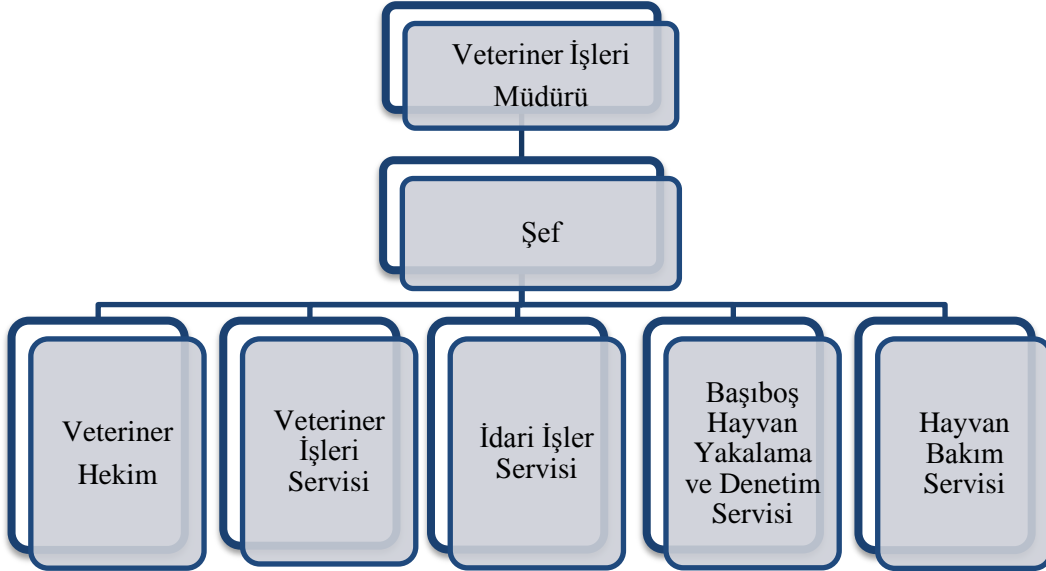 Veteriner İşleri
Müdürü
Şef
Veteriner
Hekim
Veteriner
İşleri
Servisi
İdari İşler
Servisi
Başıboş
Hayvan
Yakalama
ve Denetim
Servisi
Hayvan
Bakım
Servisi